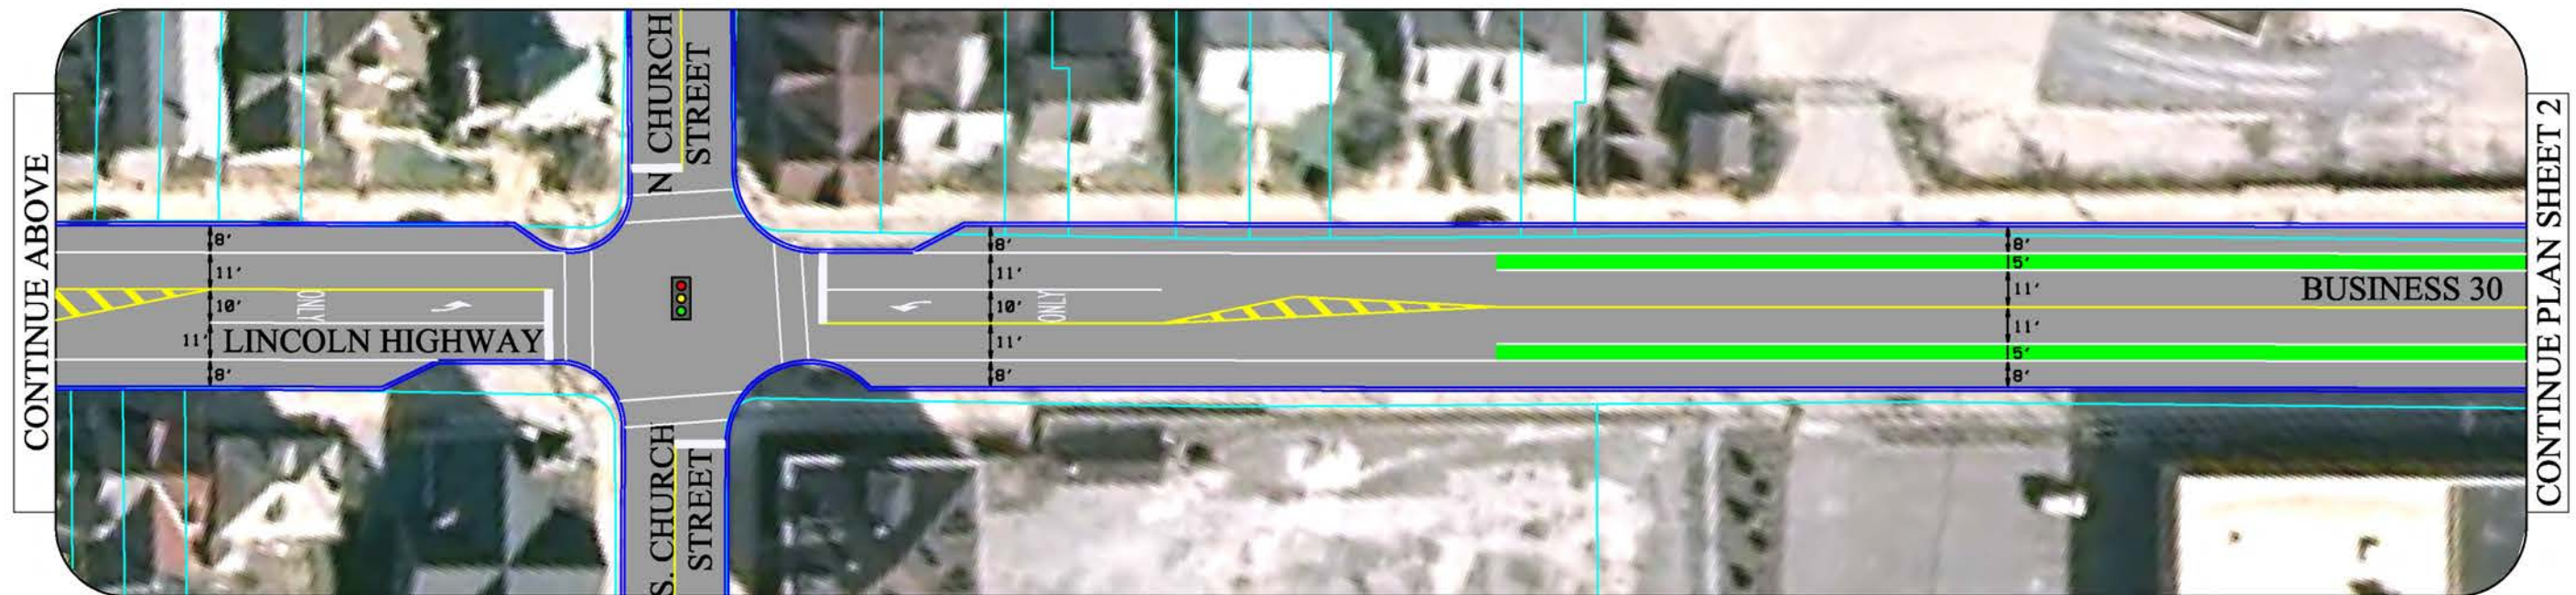 CONTINUE ABOVE
N CHURCH
STREET
8'
11'
10'
11'
8'
ONLY
LINCOLN HIGHWAY
8'
11'
10'
11'
8'
ONLY
8'
5'
11'
11'
5'
8'
BUSINESS 30
S. CHURCH
STREET
CONTINUE PLAN SHEET 2